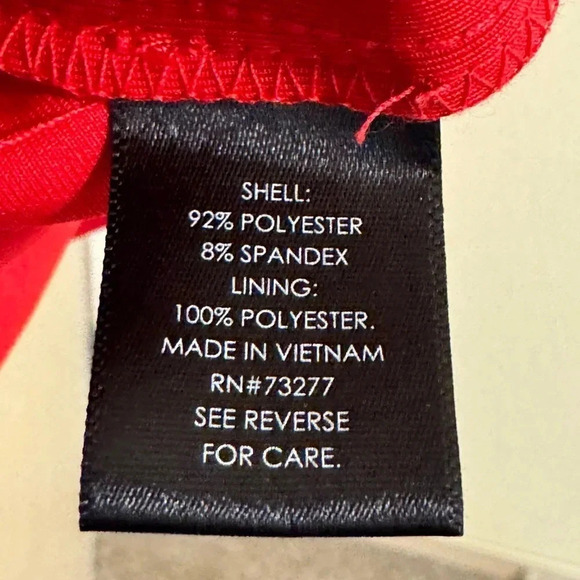 SHELL:
92% POLYESTER
8% SPANDEX
LINING:
100% POLYESTER.
MADE IN VIETNAM
RN#73277
SEE REVERSE
FOR CARE.